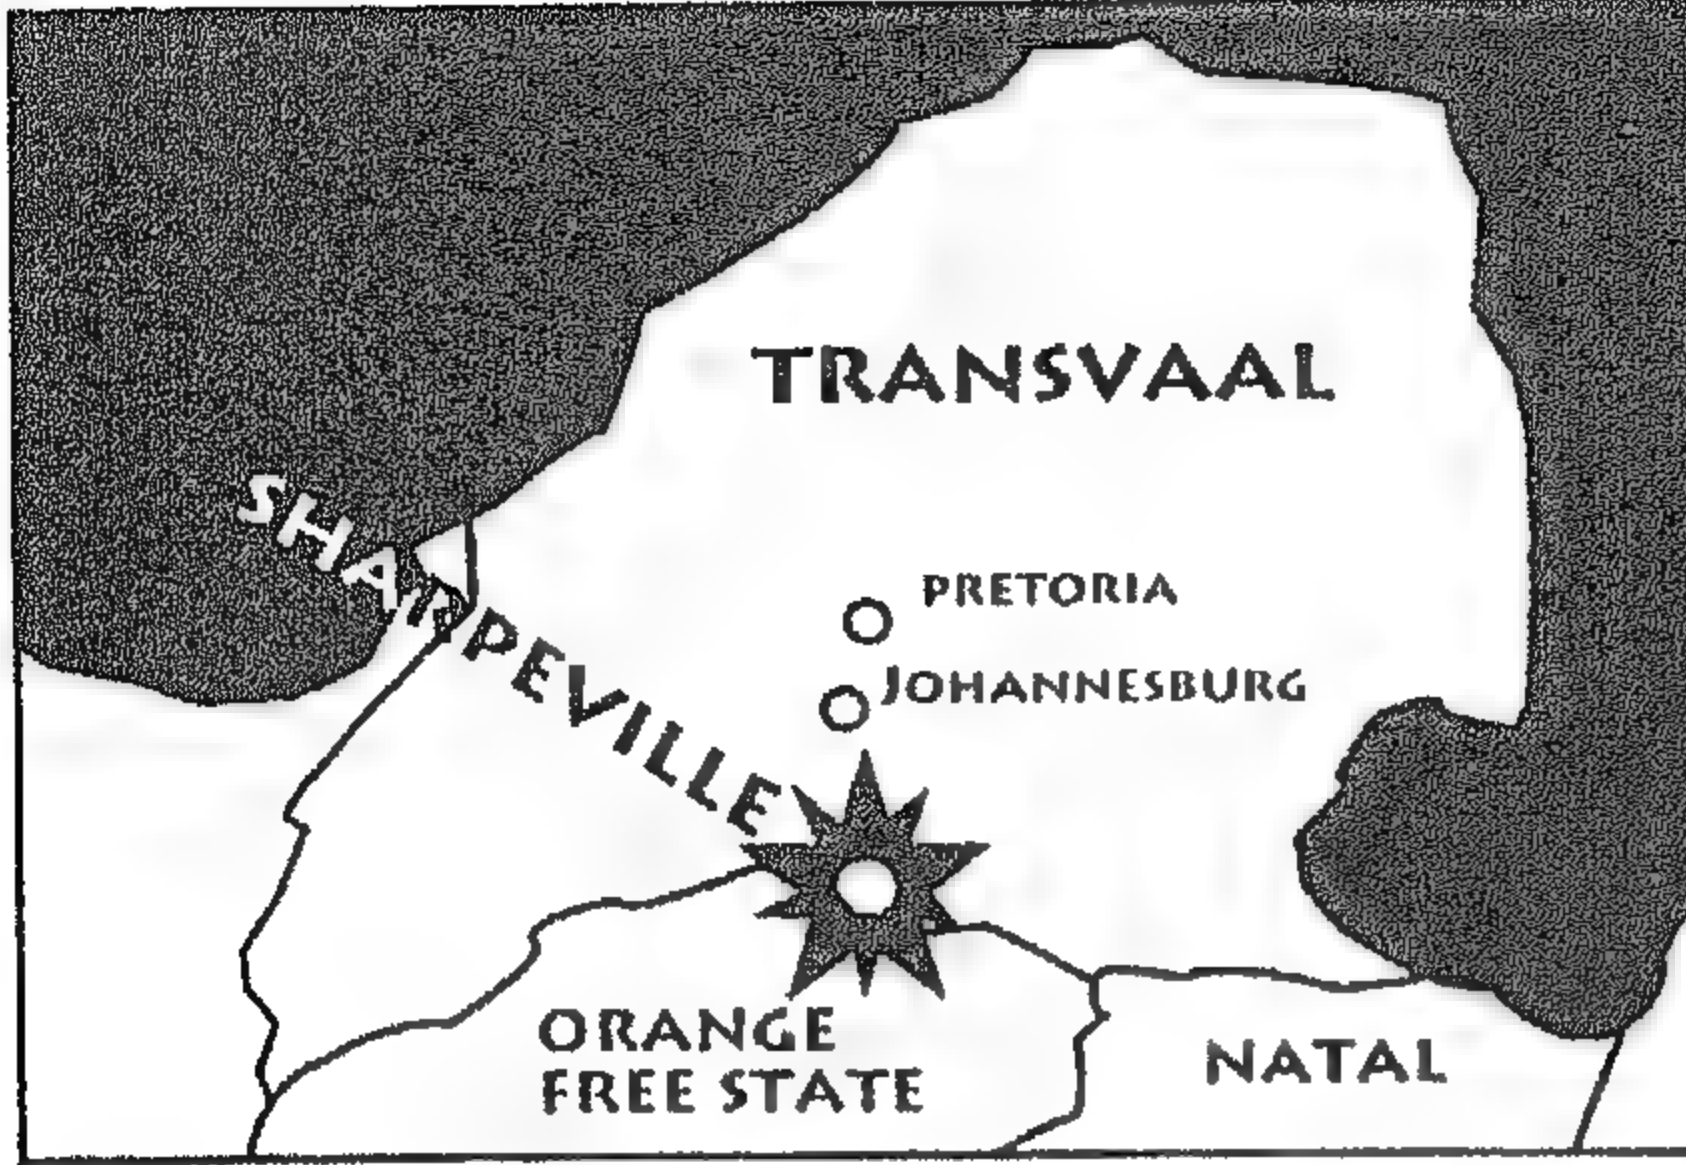 TRANSVAAL
SHARPEVILLE
PRETORIA
JOHANNESBURG
ORANGE
FREE STATE
NATAL